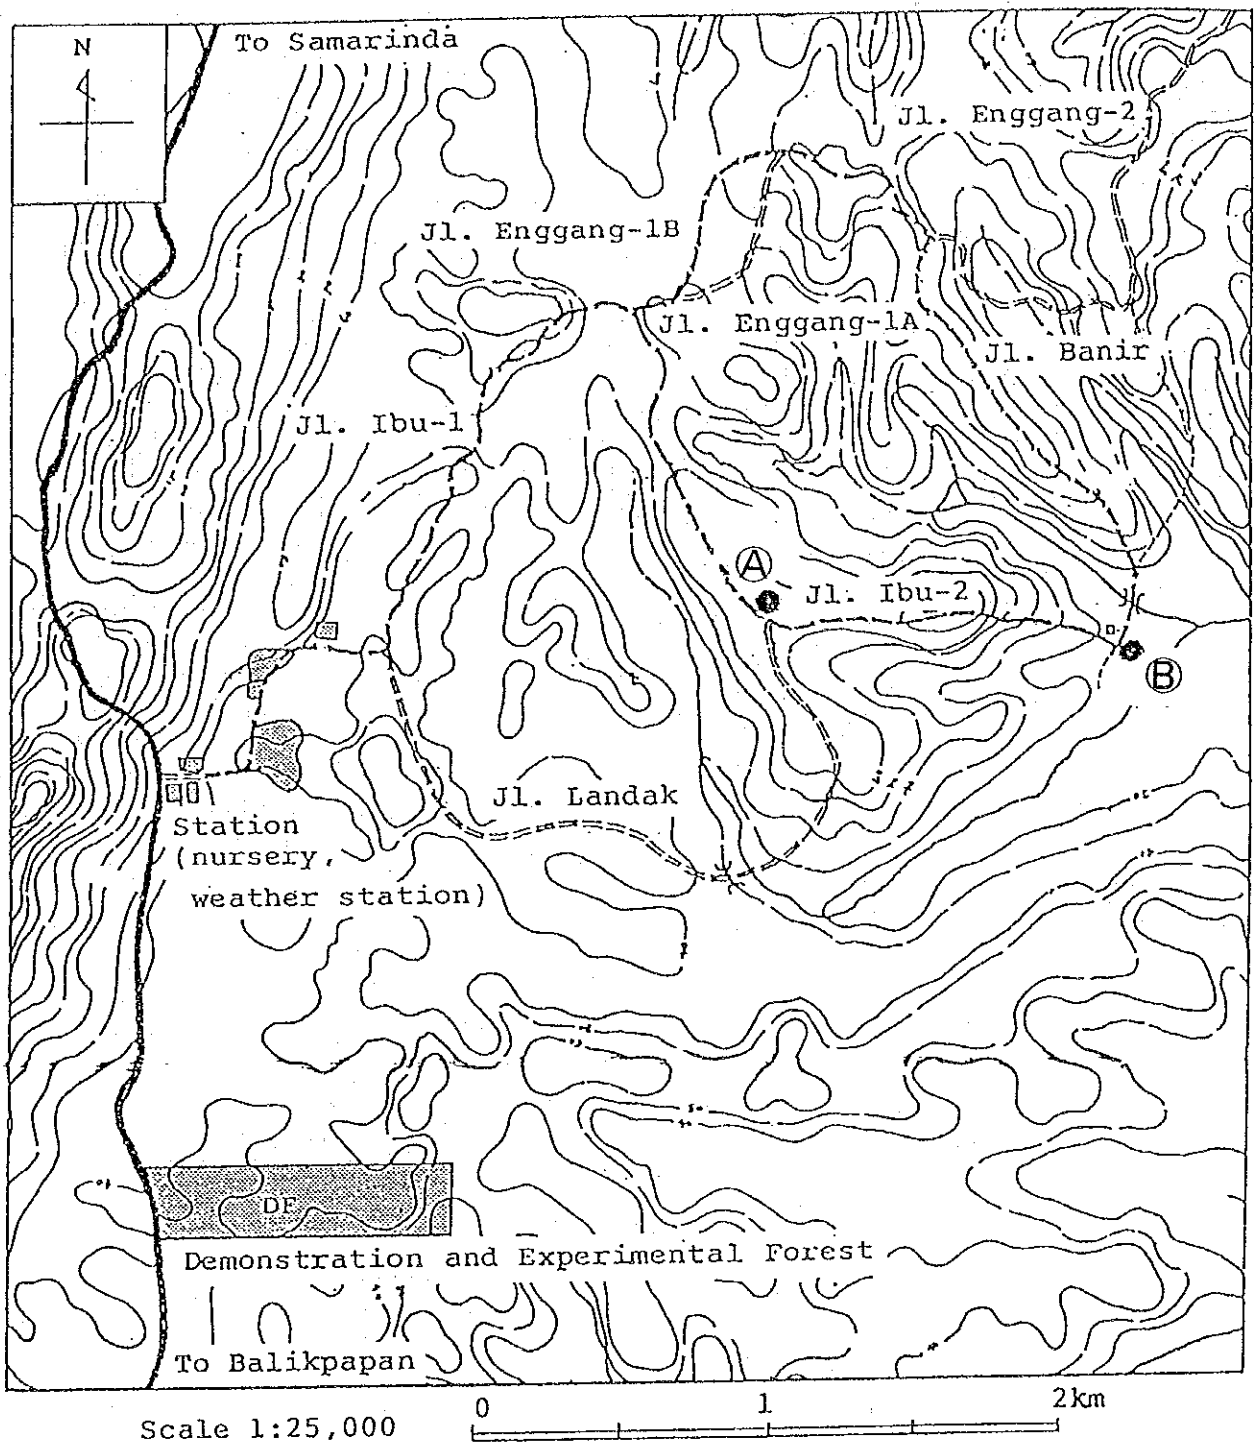 N
To Samarinda
Jl. Enggang-2
Jl. Enggang-1B
Jl. Enggang-1A
Jl. Banir
Jl. Ibu-1
A
Jl. Ibu-2
B
Jl. Landak
Station
(nursery,
weather station)
DF
Demonstration and Experimental Forest
To Balikpapan
Scale 1:25,000
0 1 2km